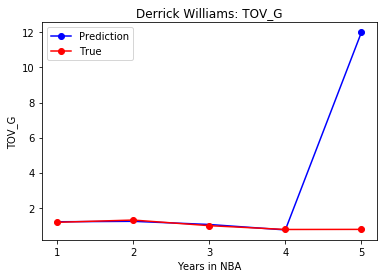 Derrick Williams: TOV_G
Prediction
True
12
10
8
6
4
2
TOV_G
1 2 3 4 5
Years in NBA